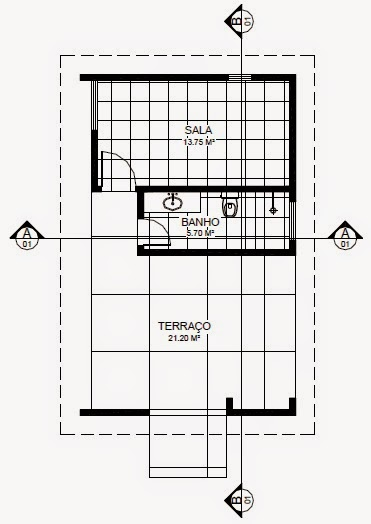 B
01
SALA
13.75 M²
BANHO
5.70 M²
A
01
A
01
TERRAÇO
21.20 M²
B
01